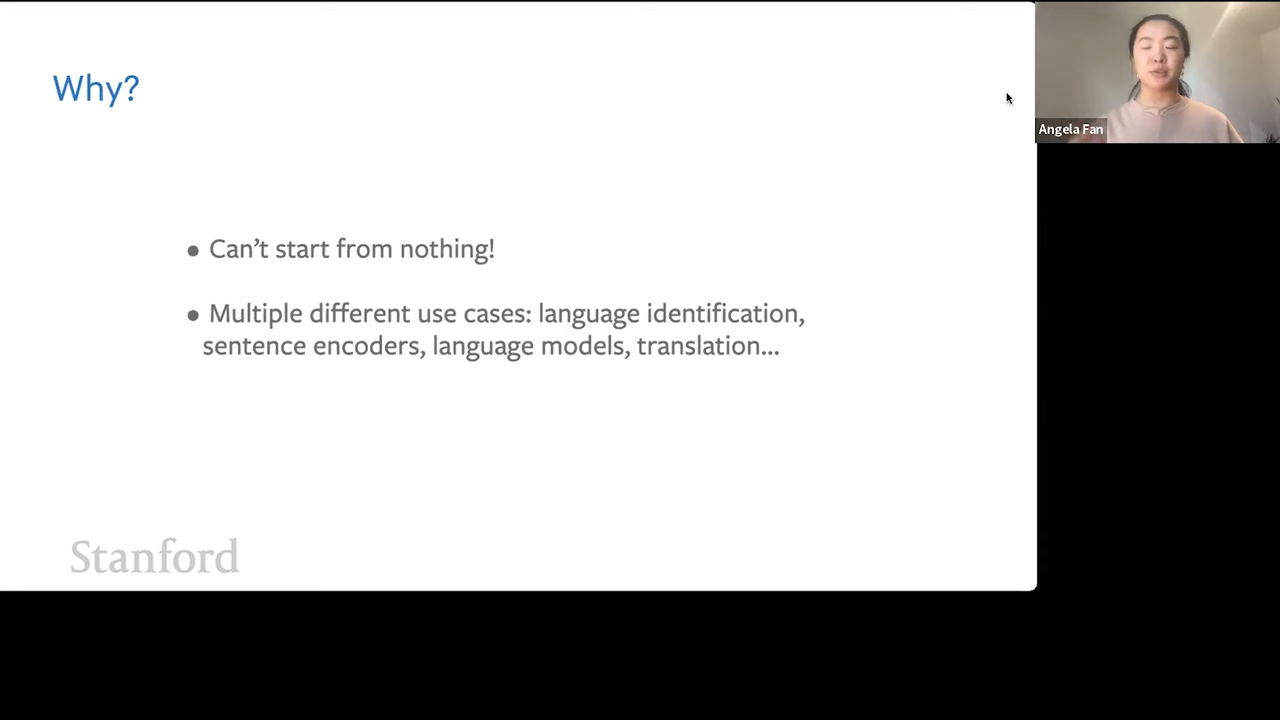 Why?
Angela Fan
● Can’t start from nothing!
● Multiple different use cases: language identification,
sentence encoders, language models, translation...
Stanford